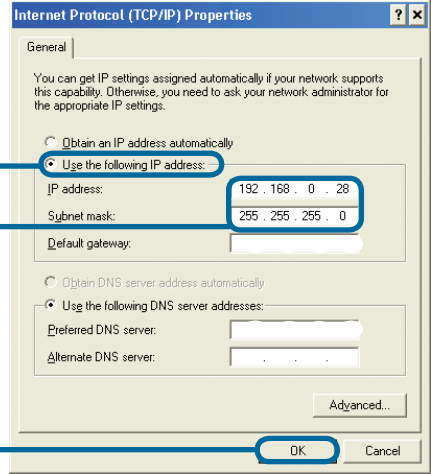 Internet Protocol (TCP/IP) Properties
General
You can get IP settings assigned automatically if your network supports
this capability. Otherwise, you need to ask your network administrator for
the appropriate IP settings.
Obtain an IP address automatically
Use the following IP address:
IP address: 192 . 168 . 0 . 28
Subnet mask: 255 . 255 . 255 . 0
Default gateway:
Obtain DNS server address automatically
Use the following DNS server addresses:
Preferred DNS server:
Alternate DNS server: . . .
Advanced...
OK Cancel